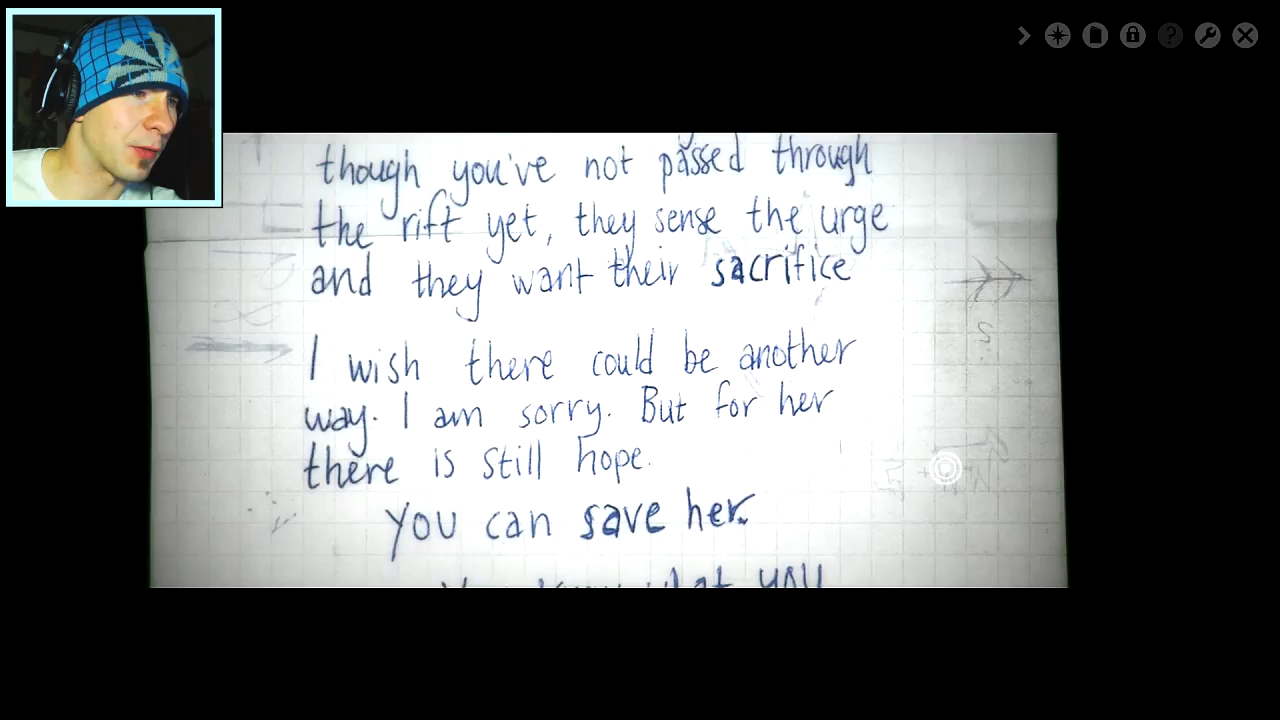 though you've not passed through
the rift yet, they sense the urge
and they want their sacrifice
I wish there could be another
way. I am sorry. But for her
there is still hope.
You can save her.